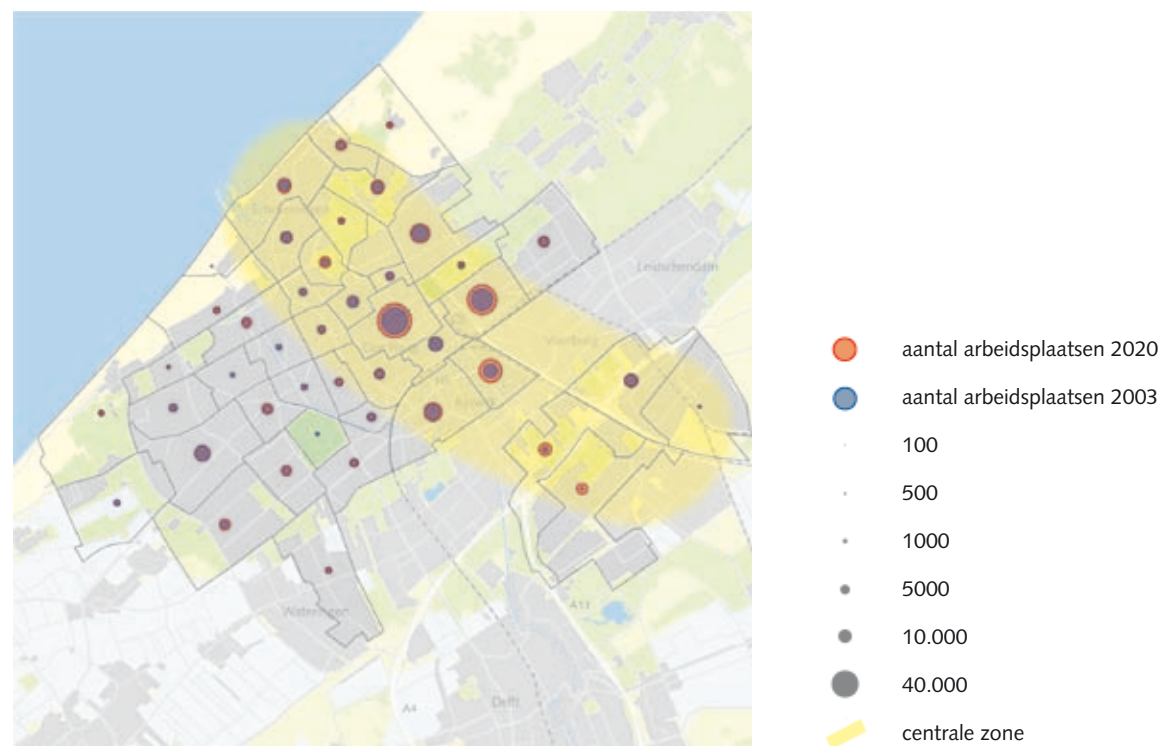 Leidschendam
Voorburg
Wateringen
A13
A4
Delft
aantal arbeidsplaatsen 2020
aantal arbeidsplaatsen 2003
100
500
1000
5000
10.000
40.000
centrale zone